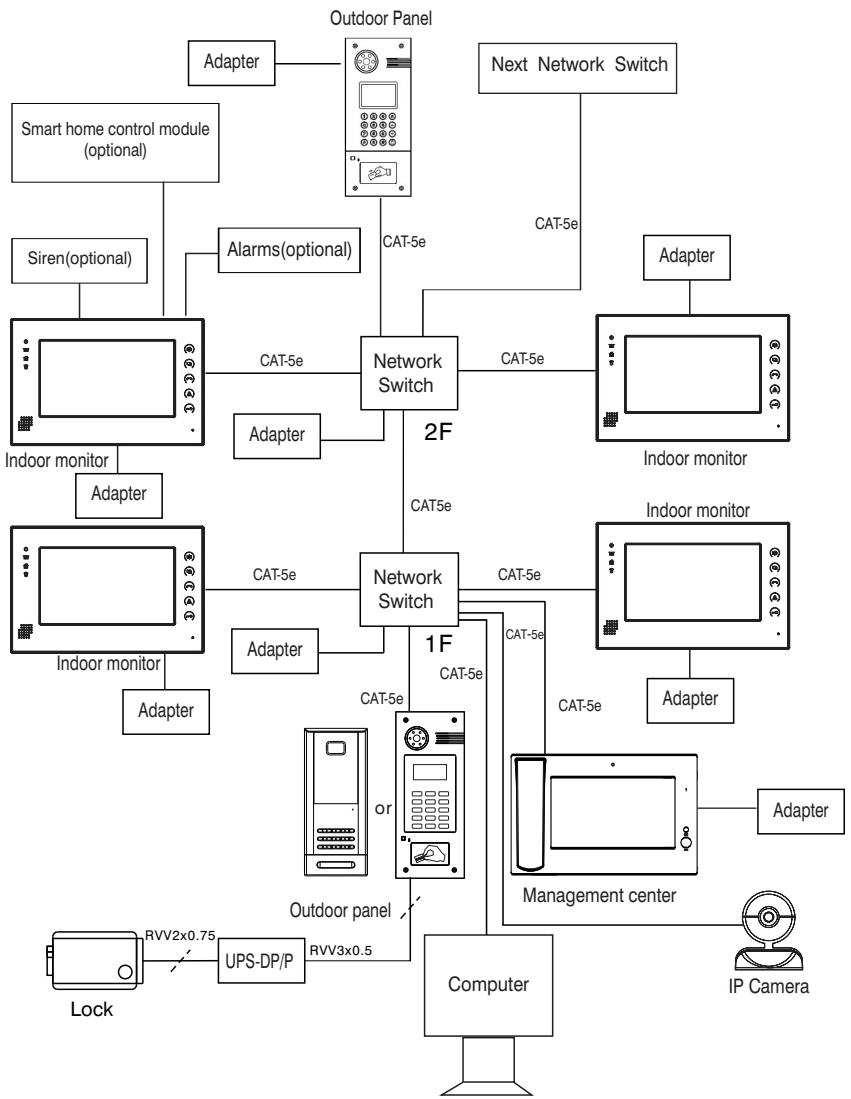 Outdoor Panel
Adapter
Next Network Switch
Smart home control module
(optional)
CAT-5e
CAT-5e
Siren(optional)
Alarms(optional)
Adapter
CAT-5e
Network
Switch
CAT-5e
2F
Adapter
Indoor monitor
Indoor monitor
Adapter
CAT5e
Indoor monitor
CAT-5e
Network
Switch
CAT-5e
1F
Adapter
CAT-5e
Indoor monitor
CAT-5e
CAT-5e
Adapter
Adapter
CAT-5e
or
Adapter
Management center
Outdoor panel
RVV2x0.75
UPS-DP/P
RVV3x0.5
Lock
Computer
IP Camera